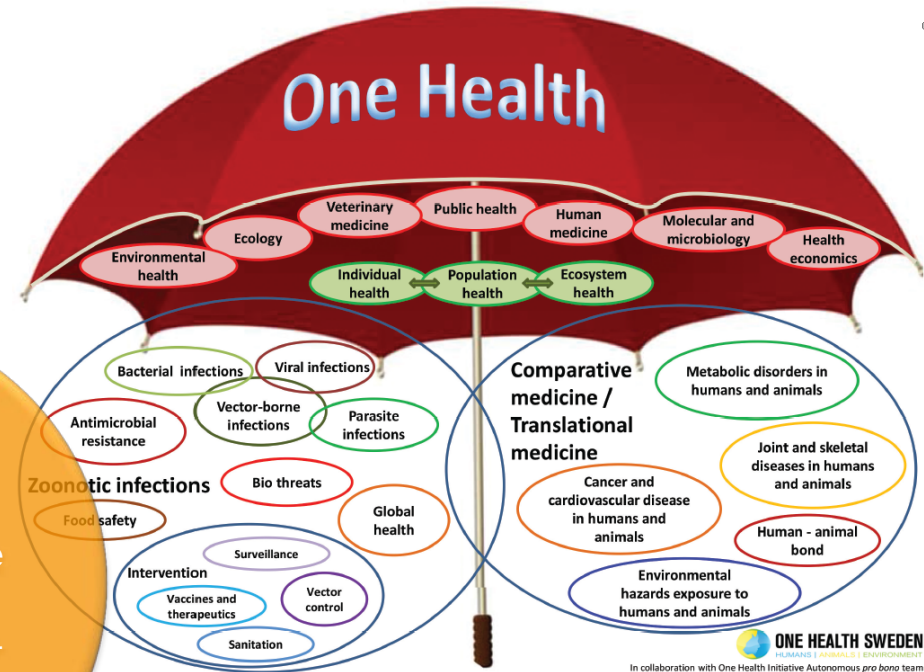 One Health
Veterinary
medicine
Public health
Human
medicine
Ecology
Molecular and
microbiology
Environmental
health
Health
economics
Individual
health
Population
health
Ecosystem
health
Bacterial infections
Viral infections
Vector-borne
infections
Parasite
infections
Antimicrobial
resistance
Zoonotic infections
Bio threats
Food safety
Global
health
Surveillance
Intervention
Vaccines and
therapeutics
Vector
control
Sanitation
Comparative
medicine /
Translational
medicine
Metabolic disorders in
humans and animals
Joint and skeletal
diseases in humans
and animals
Cancer and
cardiovascular disease
in humans and
animals
Human - animal
bond
Environmental
hazards exposure to
humans and animals
ONE HEALTH SWEDEN
HUMANS | ANIMALS | ENVIRONMENT
In collaboration with One Health Initiative Autonomous pro bono team